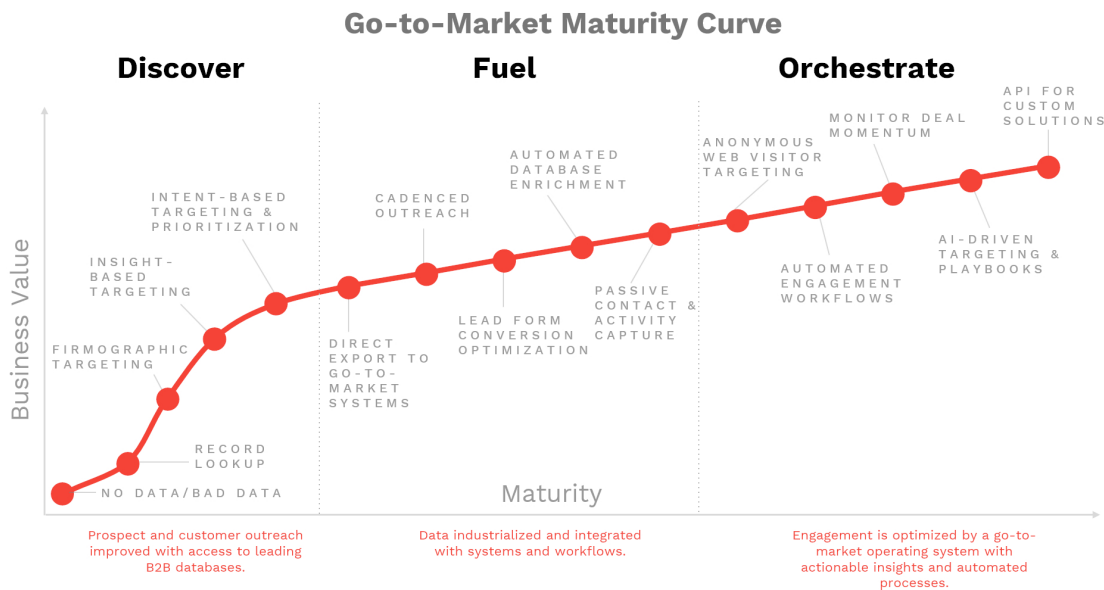 Go-to-Market Maturity Curve
Discover
Fuel
Orchestrate
API FOR
CUSTOM
SOLUTIONS
MONITOR DEAL
MOMENTUM
ANONYMOUS
WEB VISITOR
TARGETING
AUTOMATED
DATABASE
ENRICHMENT
CADENCED
OUTREACH
INTENT-BASED
TARGETING &
PRIORITIZATION
INSIGHT-
BASED
TARGETING
FIRMOGRAPHIC
TARGETING
RECORD
LOOKUP
NO DATA/BAD DATA
DIRECT
EXPORT TO
GO-TO-
MARKET
SYSTEMS
LEAD FORM
CONVERSION
OPTIMIZATION
PASSIVE
CONTACT &
ACTIVITY
CAPTURE
AUTOMATED
ENGAGEMENT
WORKFLOWS
AI-DRIVEN
TARGETING &
PLAYBOOKS
Business Value
Maturity
Prospect and customer outreach
improved with access to leading
B2B databases.
Data industrialized and integrated
with systems and workflows.
Engagement is optimized by a go-to-
market operating system with
actionable insights and automated
processes.